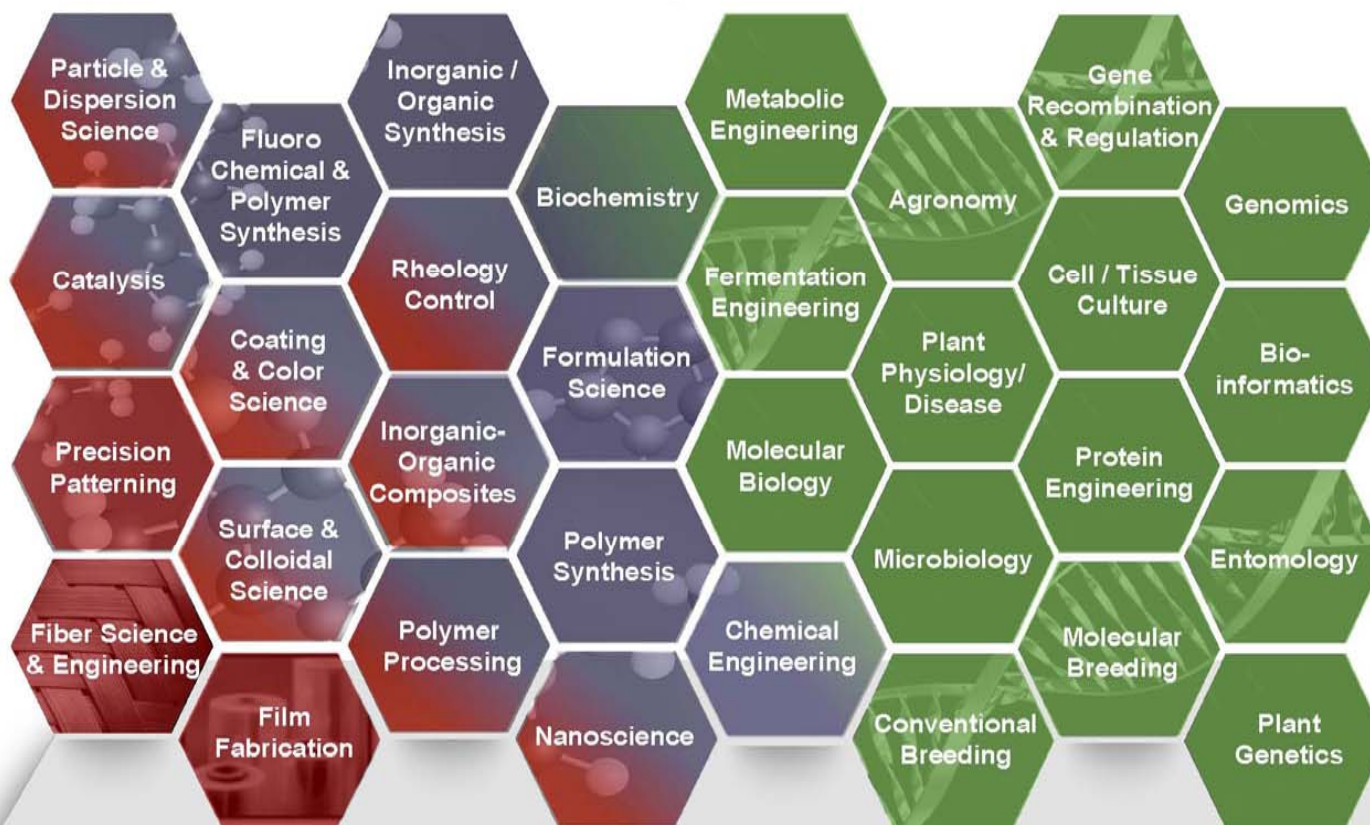 Particle &
Dispersion
Science
Fluoro
Chemical &
Polymer
Synthesis
Inorganic /
Organic
Synthesis
Biochemistry
Metabolic
Engineering
Agronomy
Gene
Recombination
& Regulation
Genomics
Catalysis
Coating
& Color
Science
Rheology
Control
Formulation
Science
Fermentation
Engineering
Plant
Physiology/
Disease
Cell / Tissue
Culture
Bio-
informatics
Precision
Patterning
Surface &
Colloidal
Science
Inorganic-
Organic
Composites
Polymer
Synthesis
Molecular
Biology
Microbiology
Protein
Engineering
Entomology
Fiber Science
& Engineering
Film
Fabrication
Polymer
Processing
Nanoscience
Chemical
Engineering
Conventional
Breeding
Molecular
Breeding
Plant
Genetics